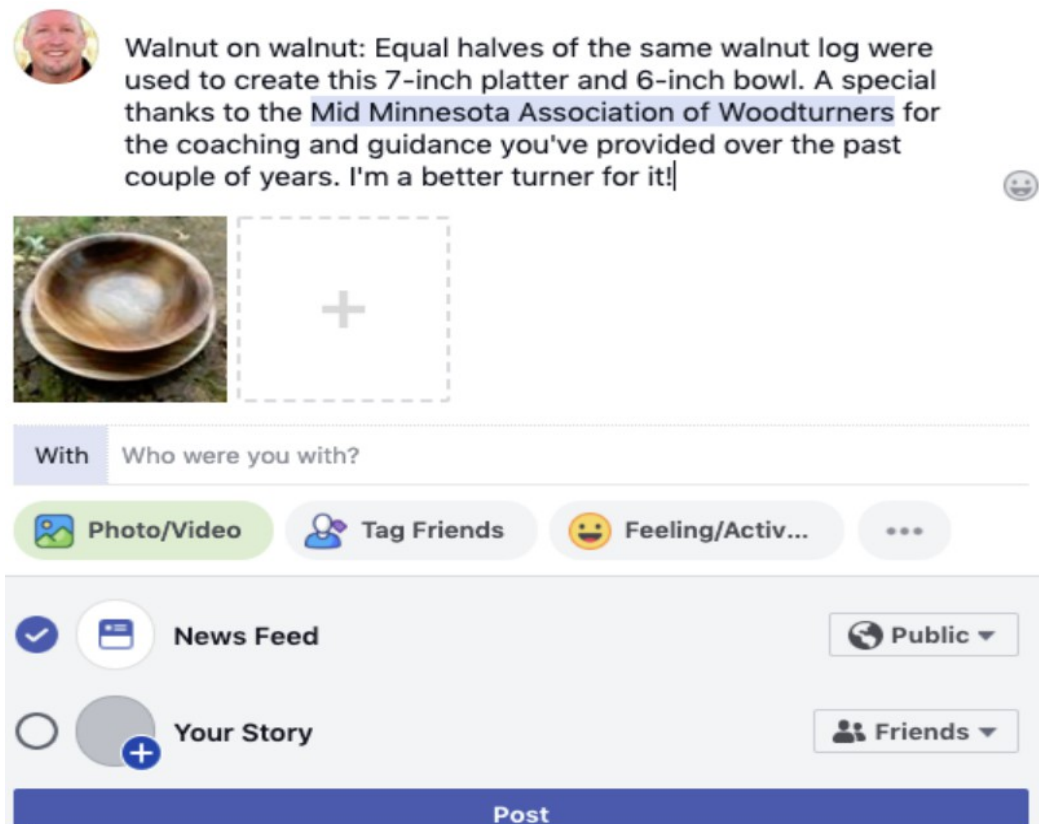 Walnut on walnut: Equal halves of the same walnut log were
used to create this 7-inch platter and 6-inch bowl. A special
thanks to the Mid Minnesota Association of Woodturners for
the coaching and guidance you've provided over the past
couple of years. I'm a better turner for it!
With Who were you with?
Photo/Video Tag Friends Feeling/Activ...
News Feed Public
Your Story Friends
Post